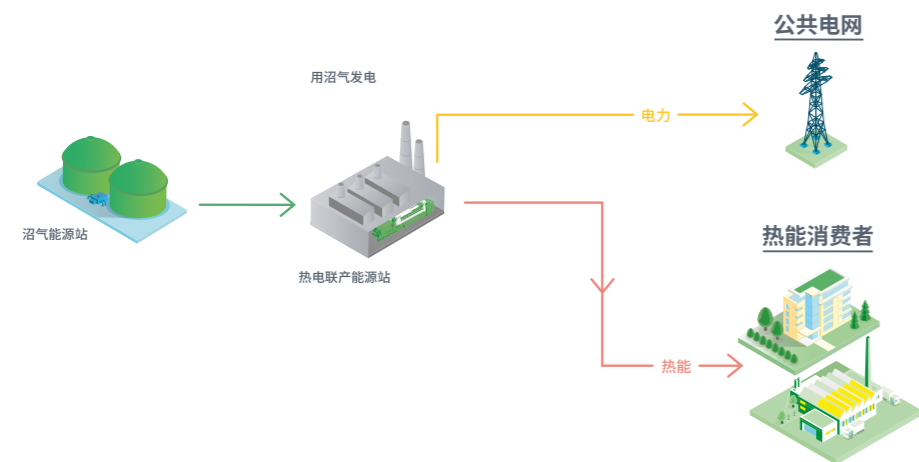 公共电网
用沼气发电
电力
沼气能源站
热能消费者
热电联产能源站
热能